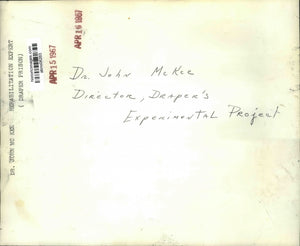 Dr. John McKee
Director, Draper's
Experimental Project
APR 15 1967
APR 16 1967
DR. JOHN MC KEE REHABILITATION EXPERT
( DRAPER PRISON)